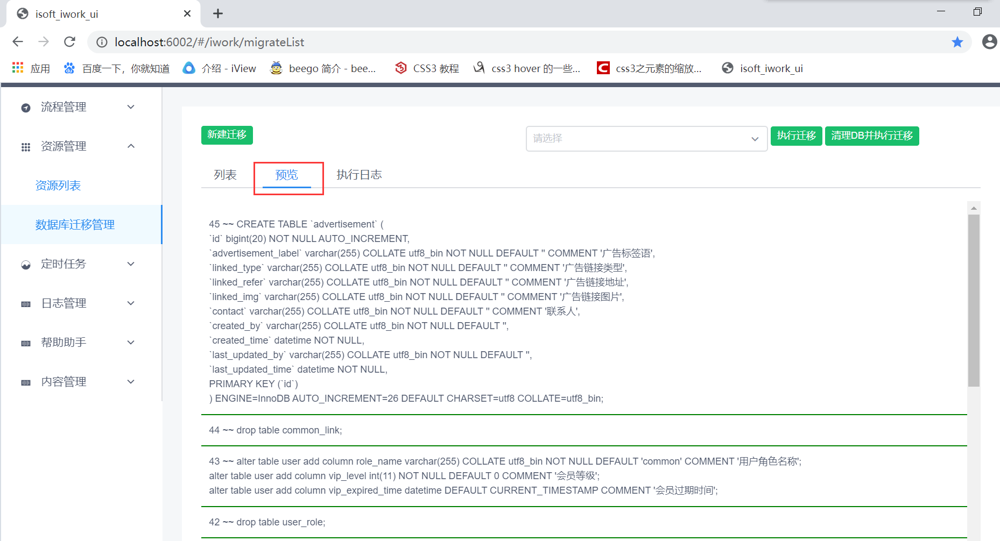 isoft_iwork_ui
localhost:6002/#/iwork/migrateList
应用 百度一下，你就知道 介绍 - iView beego 简介 - bee... CSS3 教程 css3 hover 的一些... css3之元素的缩放... isoft_iwork_ui
流程管理
资源管理
资源列表
数据库迁移管理
定时任务
日志管理
帮助助手
内容管理
新建迁移 请选择 执行迁移 清理DB并执行迁移
列表 预览 执行日志
45 ~~ CREATE TABLE `advertisement` (
`id` bigint(20) NOT NULL AUTO_INCREMENT,
`advertisement_label` varchar(255) COLLATE utf8_bin NOT NULL DEFAULT '' COMMENT '广告标签语',
`linked_type` varchar(255) COLLATE utf8_bin NOT NULL DEFAULT '' COMMENT '广告链接类型',
`linked_refer` varchar(255) COLLATE utf8_bin NOT NULL DEFAULT '' COMMENT '广告链接地址',
`linked_img` varchar(255) COLLATE utf8_bin NOT NULL DEFAULT '' COMMENT '广告链接图片',
`contact` varchar(255) COLLATE utf8_bin NOT NULL DEFAULT '' COMMENT '联系人',
`created_by` varchar(255) COLLATE utf8_bin NOT NULL DEFAULT '',
`created_time` datetime NOT NULL,
`last_updated_by` varchar(255) COLLATE utf8_bin NOT NULL DEFAULT '',
`last_updated_time` datetime NOT NULL,
PRIMARY KEY (`id`)
) ENGINE=InnoDB AUTO_INCREMENT=26 DEFAULT CHARSET=utf8 COLLATE=utf8_bin;
44 ~~ drop table common_link;
43 ~~ alter table user add column role_name varchar(255) COLLATE utf8_bin NOT NULL DEFAULT 'common' COMMENT '用户角色名称';
alter table user add column vip_level int(11) NOT NULL DEFAULT 0 COMMENT '会员等级';
alter table user add column vip_expired_time datetime DEFAULT CURRENT_TIMESTAMP COMMENT '会员过期时间';
42 ~~ drop table user_role;